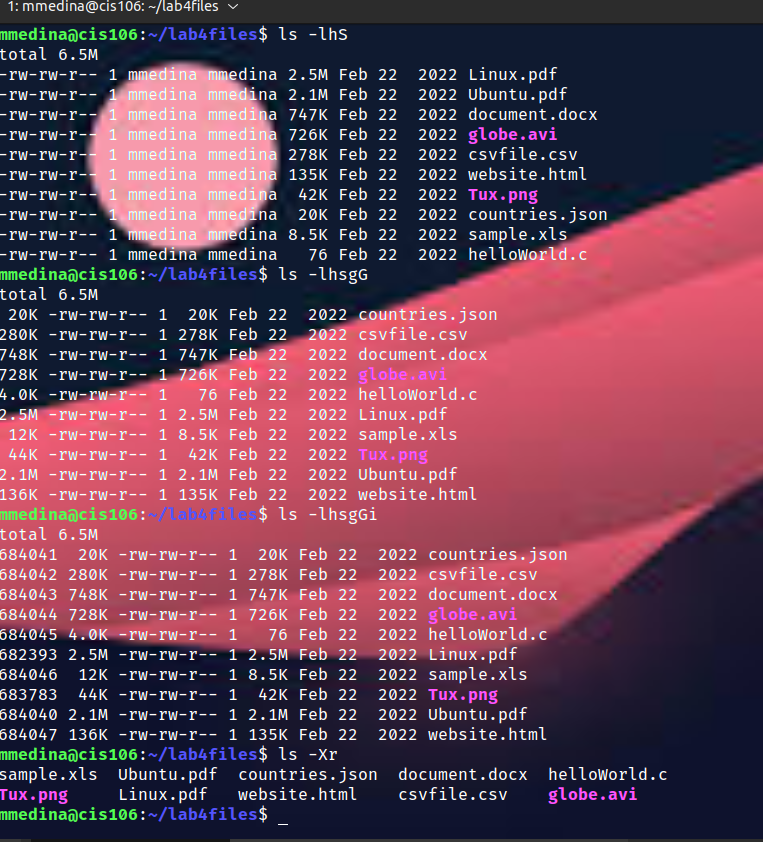 1: mmedina@cis106: ~/lab4files
mmedina@cis106:~/lab4files$ ls -lhS
total 6.5M
-rw-rw-r-- 1 mmedina mmedina 2.5M Feb 22  2022 Linux.pdf
-rw-rw-r-- 1 mmedina mmedina 2.1M Feb 22  2022 Ubuntu.pdf
-rw-rw-r-- 1 mmedina mmedina 747K Feb 22  2022 document.docx
-rw-rw-r-- 1 mmedina mmedina 726K Feb 22  2022 globe.avi
-rw-rw-r-- 1 mmedina mmedina 278K Feb 22  2022 csvfile.csv
-rw-rw-r-- 1 mmedina mmedina 135K Feb 22  2022 website.html
-rw-rw-r-- 1 mmedina mmedina  42K Feb 22  2022 Tux.png
-rw-rw-r-- 1 mmedina mmedina  20K Feb 22  2022 countries.json
-rw-rw-r-- 1 mmedina mmedina 8.5K Feb 22  2022 sample.xls
-rw-rw-r-- 1 mmedina mmedina   76 Feb 22  2022 helloWorld.c
mmedina@cis106:~/lab4files$ ls -lhsgG
total 6.5M
 20K -rw-rw-r-- 1  20K Feb 22  2022 countries.json
280K -rw-rw-r-- 1 278K Feb 22  2022 csvfile.csv
748K -rw-rw-r-- 1 747K Feb 22  2022 document.docx
728K -rw-rw-r-- 1 726K Feb 22  2022 globe.avi
4.0K -rw-rw-r-- 1   76 Feb 22  2022 helloWorld.c
2.5M -rw-rw-r-- 1 2.5M Feb 22  2022 Linux.pdf
 12K -rw-rw-r-- 1 8.5K Feb 22  2022 sample.xls
 44K -rw-rw-r-- 1  42K Feb 22  2022 Tux.png
2.1M -rw-rw-r-- 1 2.1M Feb 22  2022 Ubuntu.pdf
136K -rw-rw-r-- 1 135K Feb 22  2022 website.html
mmedina@cis106:~/lab4files$ ls -lhsgGi
total 6.5M
684041  20K -rw-rw-r-- 1  20K Feb 22  2022 countries.json
684042 280K -rw-rw-r-- 1 278K Feb 22  2022 csvfile.csv
684043 748K -rw-rw-r-- 1 747K Feb 22  2022 document.docx
684044 728K -rw-rw-r-- 1 726K Feb 22  2022 globe.avi
684045 4.0K -rw-rw-r-- 1   76 Feb 22  2022 helloWorld.c
682393 2.5M -rw-rw-r-- 1 2.5M Feb 22  2022 Linux.pdf
684046  12K -rw-rw-r-- 1 8.5K Feb 22  2022 sample.xls
683783  44K -rw-rw-r-- 1  42K Feb 22  2022 Tux.png
684040 2.1M -rw-rw-r-- 1 2.1M Feb 22  2022 Ubuntu.pdf
684047 136K -rw-rw-r-- 1 135K Feb 22  2022 website.html
mmedina@cis106:~/lab4files$ ls -Xr
sample.xls  Ubuntu.pdf  countries.json  document.docx  helloWorld.c
Tux.png     Linux.pdf  website.html    csvfile.csv    globe.avi
mmedina@cis106:~/lab4files$ _